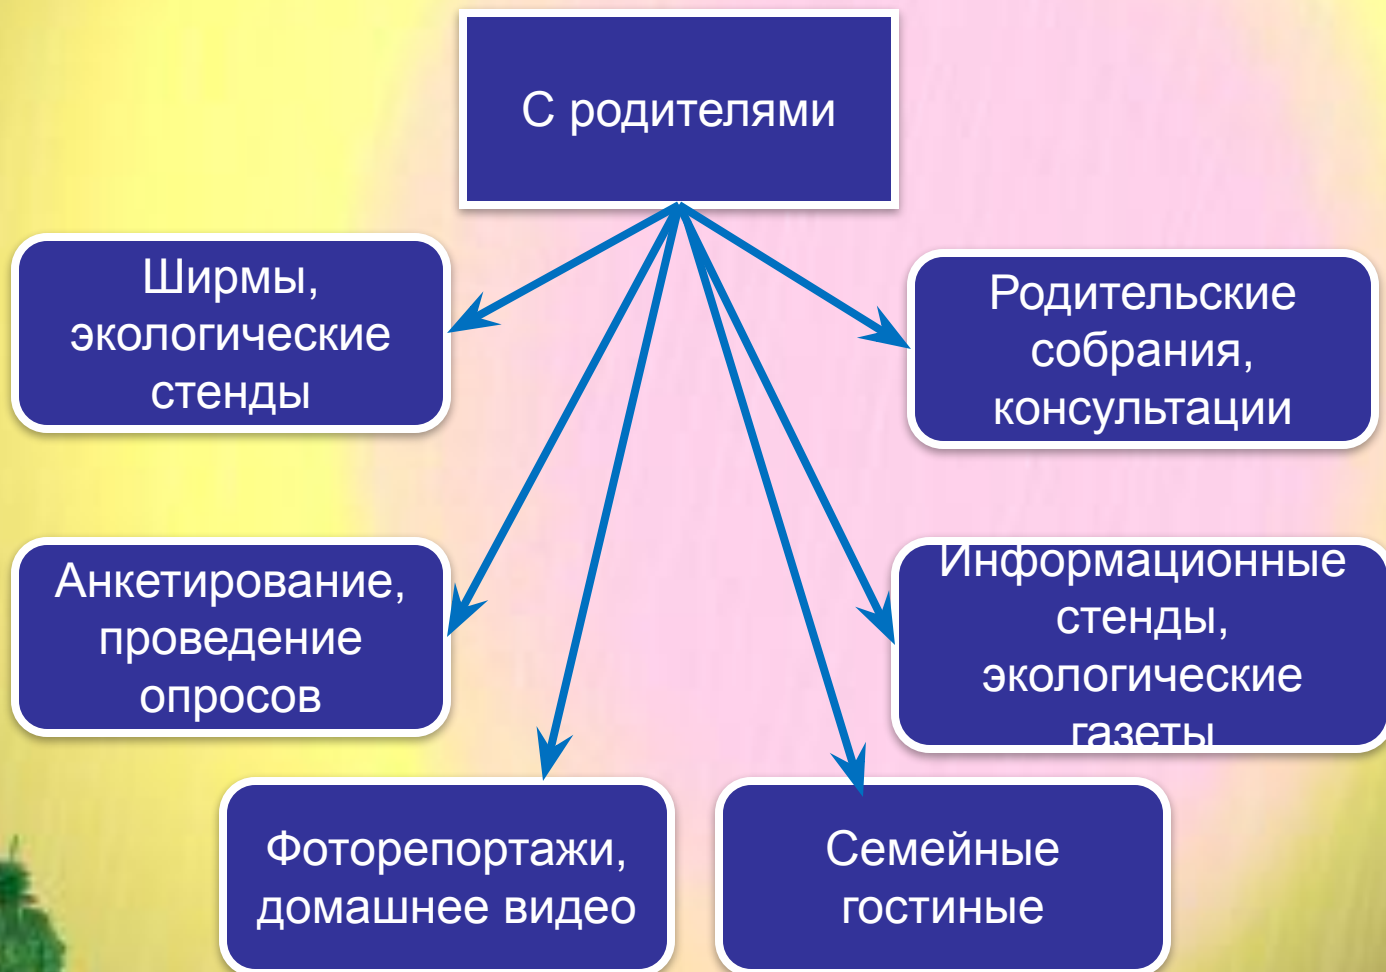 С родителями
Ширмы,
экологические
стенды
Родительские
собрания,
консультации
Анкетирование,
проведение
опросов
Информационные
стенды,
экологические
газеты
Фоторепортажи,
домашнее видео
Семейные
гостиные